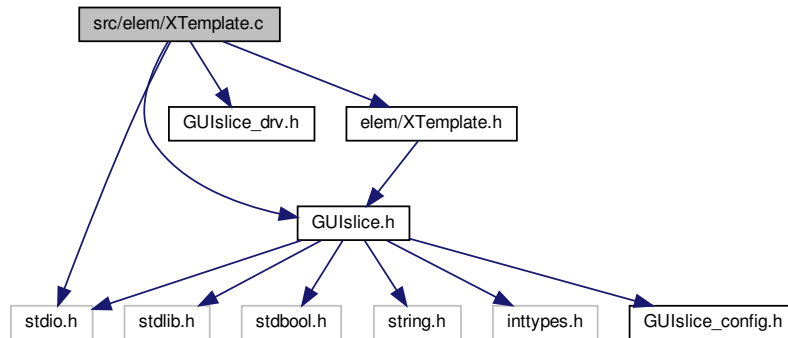 src/elem/XTemplate.c
GUIslice_drv.h
elem/XTemplate.h
GUIslice.h
stdio.h
stdlib.h
stdbool.h
string.h
inttypes.h
GUIslice_config.h